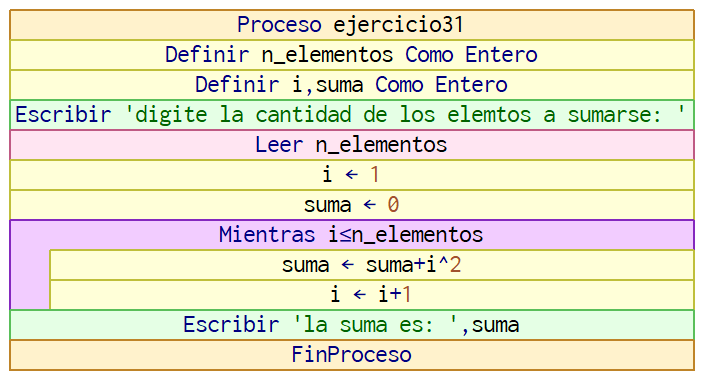 Proceso ejercicio31
Definir n_elementos Como Entero
Definir i,suma Como Entero
Escribir 'digite la cantidad de los elemtos a sumarse: '
Leer n_elementos
i ← 1
suma ← 0
Mientras i≤n_elementos
suma ← suma+i^2
i ← i+1
Escribir 'la suma es: ',suma
FinProceso